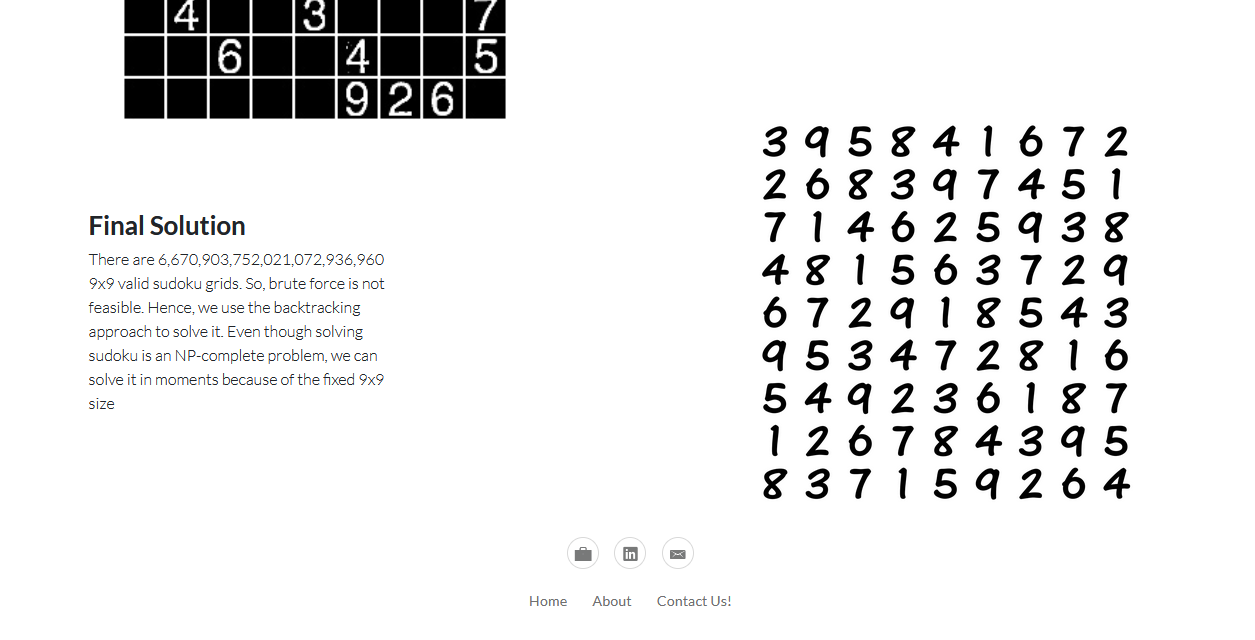 4 3 7
6 4 5
9 2 6
Final Solution
There are 6,670,903,752,021,072,936,960
9x9 valid sudoku grids. So, brute force is not
feasible. Hence, we use the backtracking
approach to solve it. Even though solving
sudoku is an NP-complete problem, we can
solve it in moments because of the fixed 9x9
size
3 9 5 8 4 1 6 7 2
2 6 8 3 9 7 4 5 1
7 1 4 6 2 5 9 3 8
4 8 1 5 6 3 7 2 9
6 7 2 9 1 8 5 4 3
9 5 3 4 7 2 8 1 6
5 4 9 2 3 6 1 8 7
1 2 6 7 8 4 3 9 5
8 3 7 1 5 9 2 6 4
in
Home About Contact Us!